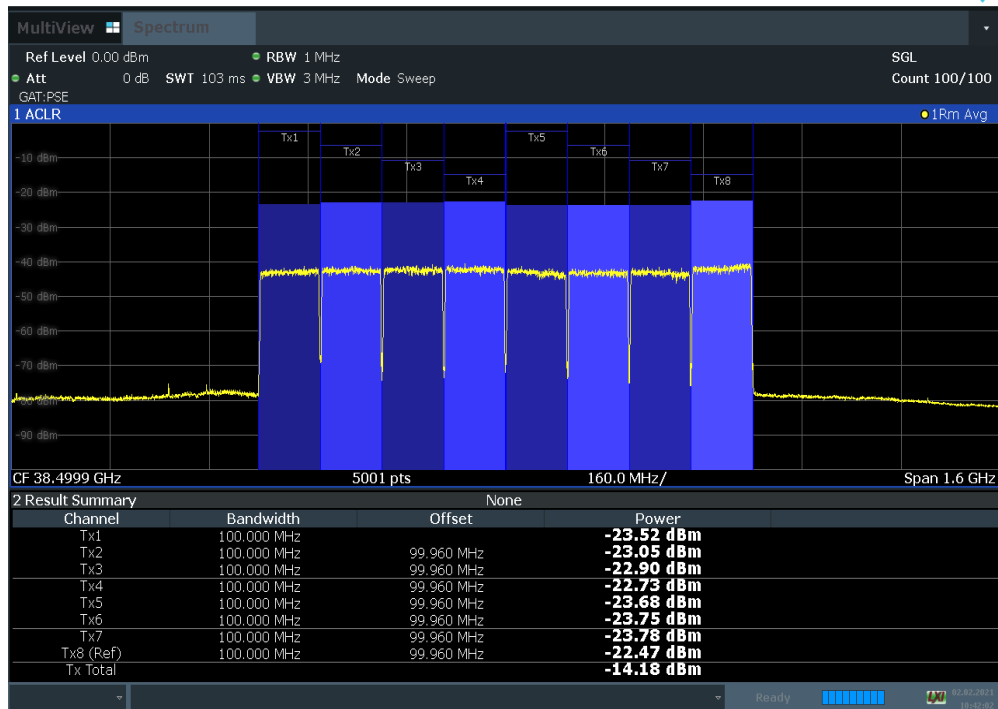 MultiView Spectrum
Ref Level 0.00 dBm RBW 1 MHz SGL
Att 0 dB SWT 103 ms VBW 3 MHz Mode Sweep Count 100/100
GAT:PSE
1 ACLR 1Rm Avg
Tx1 Tx5
Tx2 Tx6
-10 dBm
Tx3 Tx7
Tx4 Tx8
-20 dBm
-30 dBm
-40 dBm
-50 dBm
-60 dBm
-70 dBm
-80 dBm
-90 dBm
CF 38.4999 GHz 5001 pts 160.0 MHz/ Span 1.6 GHz
2 Result Summary None
Channel Bandwidth Offset Power
Tx1 100.000 MHz -23.52 dBm
Tx2 100.000 MHz 99.960 MHz -23.05 dBm
Tx3 100.000 MHz 99.960 MHz -22.90 dBm
Tx4 100.000 MHz 99.960 MHz -22.73 dBm
Tx5 100.000 MHz 99.960 MHz -23.68 dBm
Tx6 100.000 MHz 99.960 MHz -23.75 dBm
Tx7 100.000 MHz 99.960 MHz -23.78 dBm
Tx8 (Ref) 100.000 MHz 99.960 MHz -22.47 dBm
Tx Total -14.18 dBm
Ready 02.02.2021
10:42:02